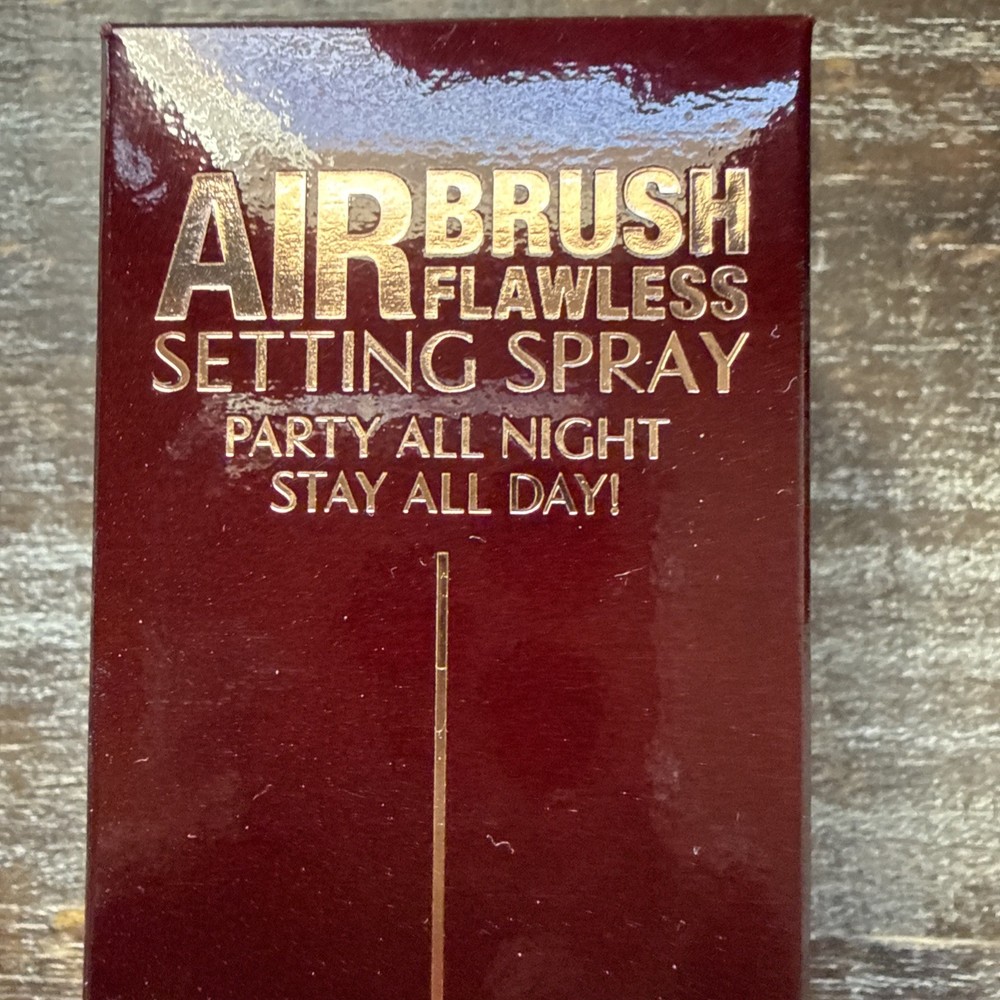 AIRBRUSH
FLAWLESS
SETTING SPRAY
PARTY ALL NIGHT
STAY ALL DAY!